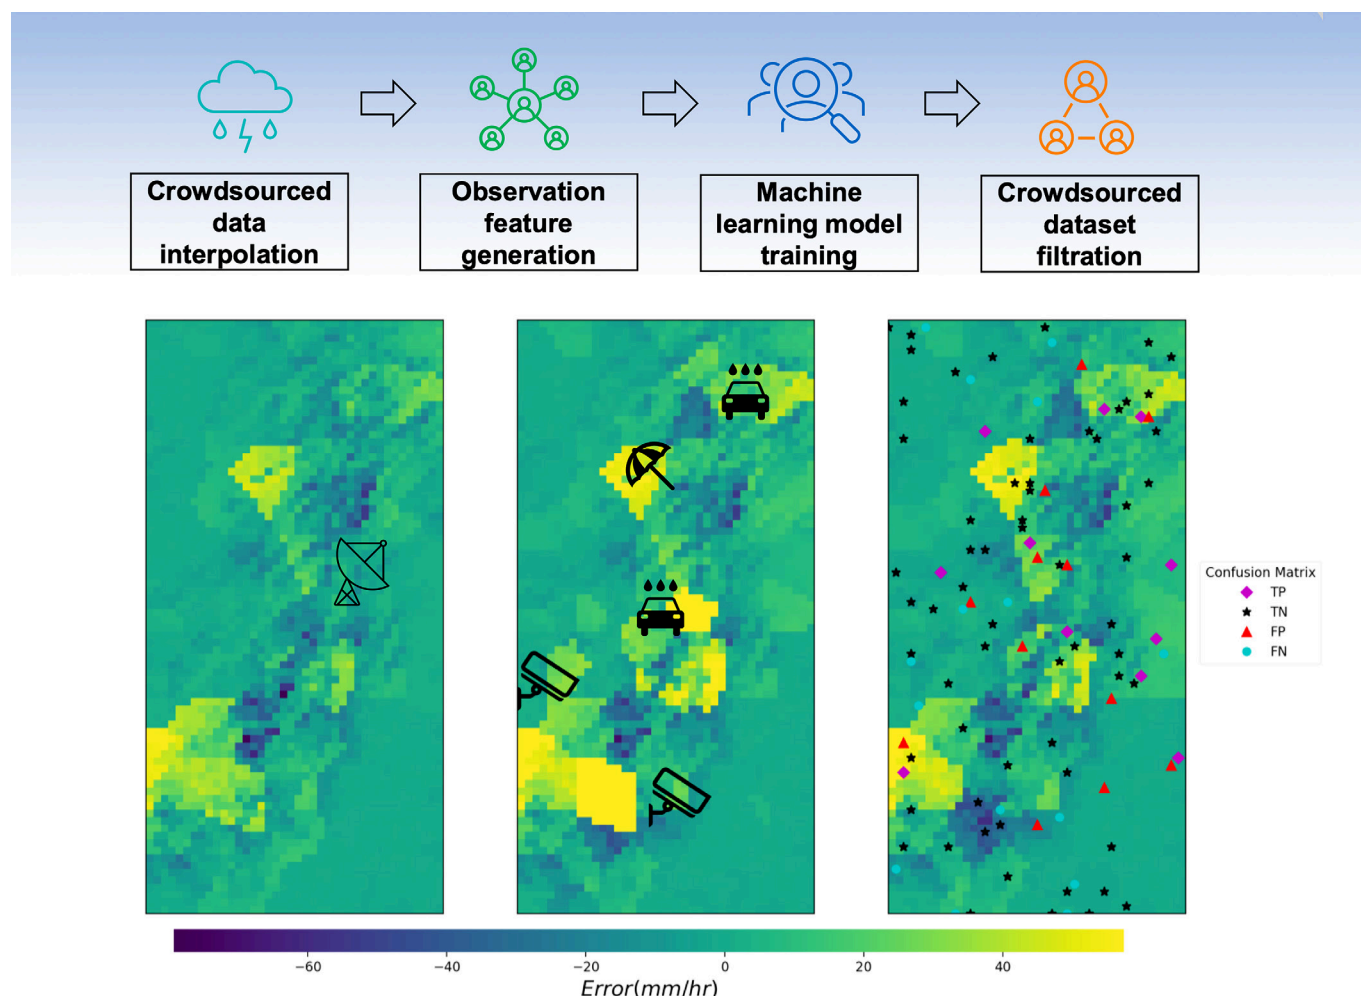 Crowdsourced
data
interpolation
Observation
feature
generation
Machine
learning model
training
Crowdsourced
dataset
filtration
Confusion Matrix
TP
TN
FP
FN
−60
−40
−20
0
20
40
Error(mm/hr)